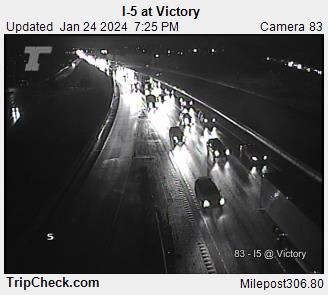 I-5 at Victory
Updated Jan 24 2024 7:25 PM Camera 83
T
S
83 - I5 @ Victory
TripCheck.com Milepost306.80